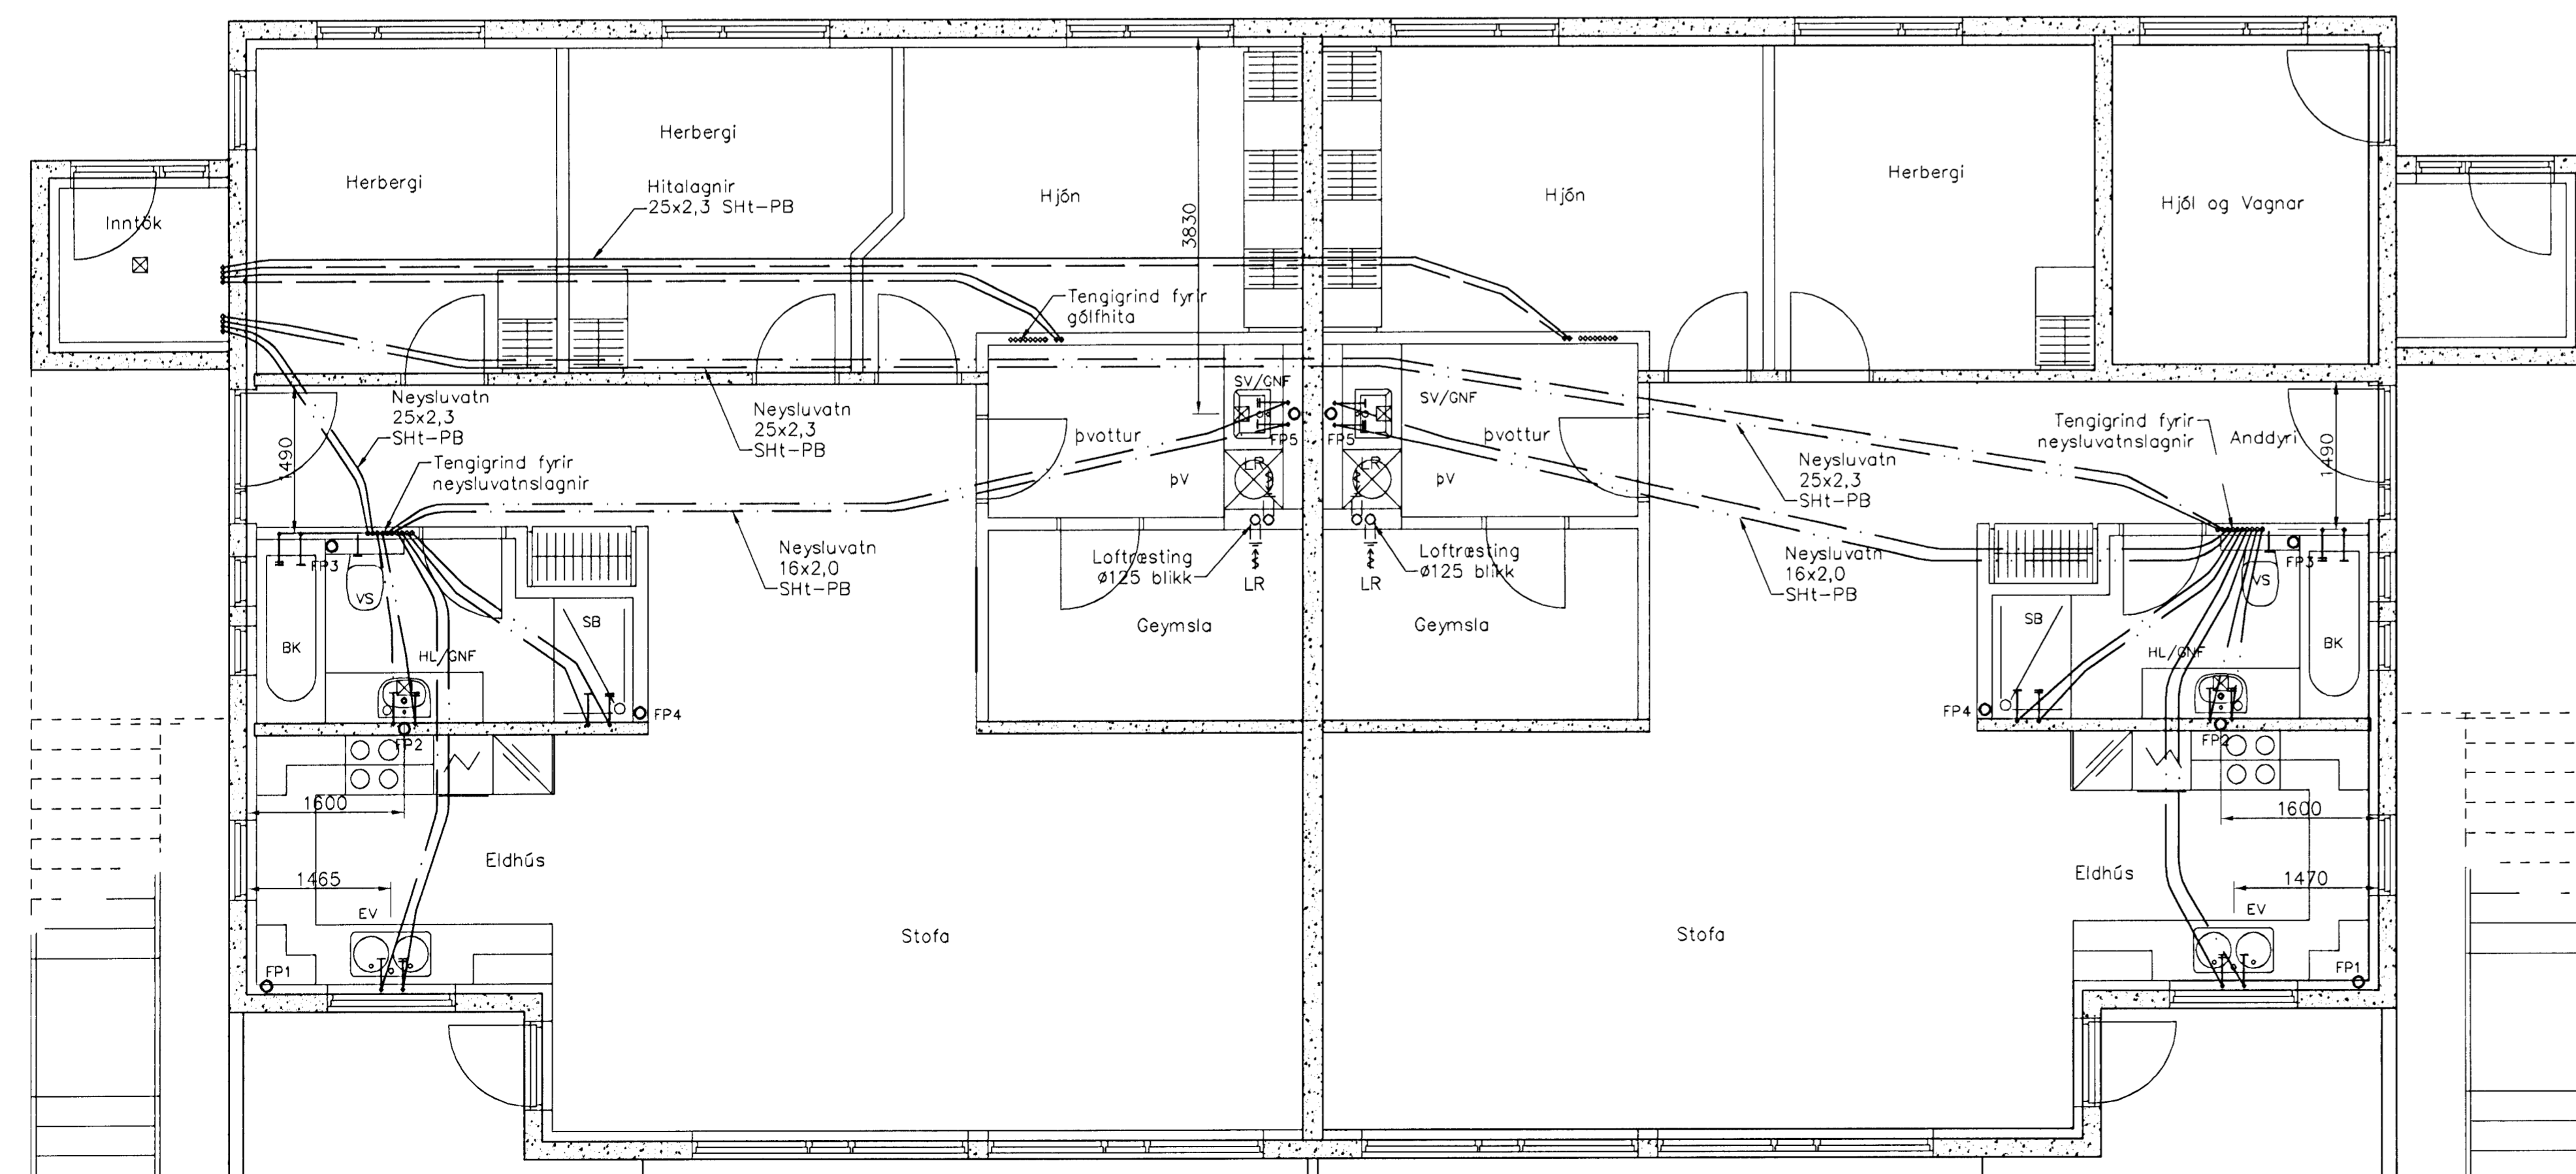 Herbergi
Herbergi
Hitalagnir
25x2,3 SHt-PB
Hjón
3830
Hjón
Herbergi
Hjól og Vagnar
Inntök
Tengigrind fyrir
gólfhita
Neysluvatn
25x2,3
SHt-PB
1490
Tengigrind fyrir
neysluvatnslagnir
Neysluvatn
25x2,3
SHt-PB
SV/GNF
FP5
þvottur
LR
þV
SV/GNF
FP5
þvottur
LR
þV
Neysluvatn
25x2,3
SHt-PB
Tengigrind fyrir
neysluvatnslagnir
Anddyri
1490
Neysluvatn
16x2,0
SHt-PB
Loftræsting
ø125 blikk
LR
LR
Loftræsting
ø125 blikk
Neysluvatn
16x2,0
SHt-PB
FP3
VS
BK
HL/GNF
SB
FP4
FP2
Geymsla
Geymsla
FP3
VS
BK
HL/GNF
SB
FP4
FP2
1600
1465
Eldhús
EV
FP1
Stofa
Stofa
1600
1470
Eldhús
EV
FP1